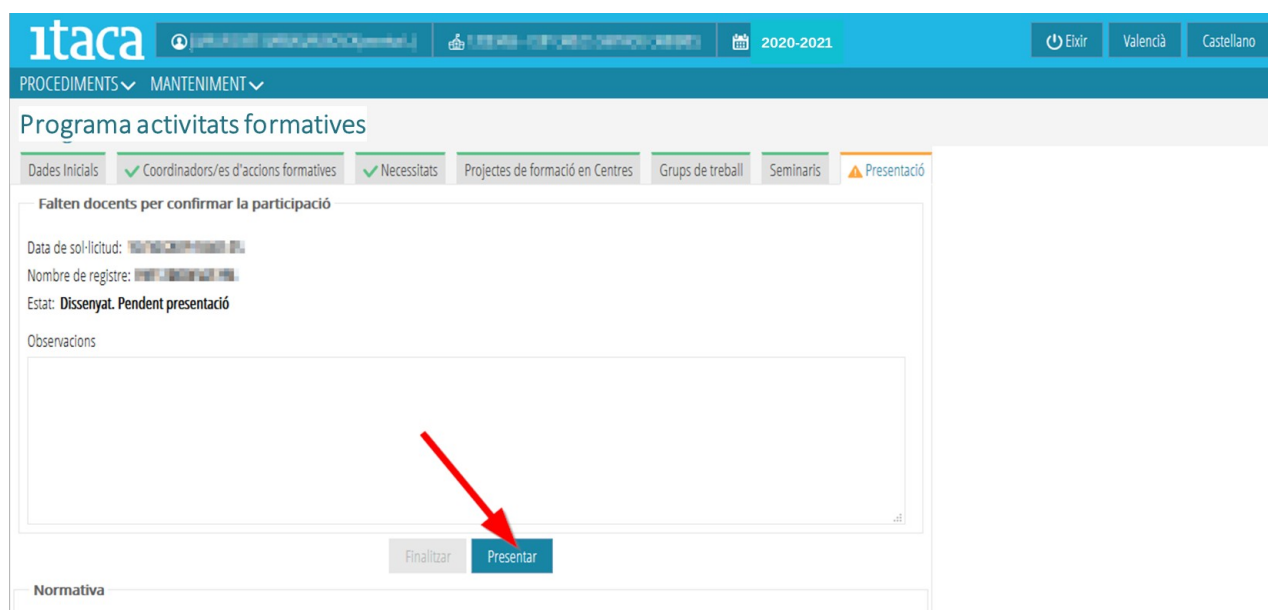 itaca 2020-2021 Eixir Valencià Castellano
PROCEDIMENTS MANTENIMENT
Programa activitats formatives
Dades Inicials Coordinadors/es d'accions formatives Necessitats Projectes de formació en Centres Grups de treball Seminaris Presentació
Falten docents per confirmar la participació
Data de sol·licitud:
Nombre de registre:
Estat: Dissenyat. Pendent presentació
Observacions
Finalitzar Presentar
Normativa